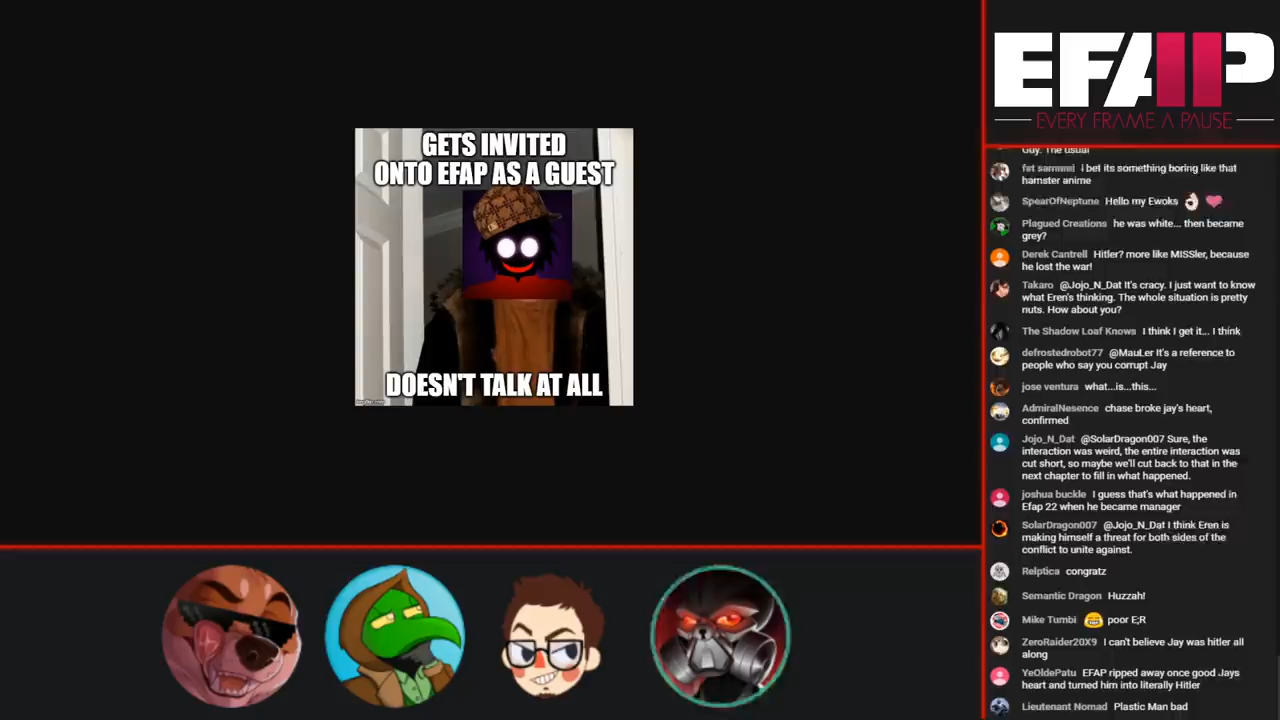 GETS INVITED
ONTO EFAP AS A GUEST
DOESN'T TALK AT ALL
EFAP
EVERY FRAME A PAUSE
Guy. The usual
fat sammmi I bet its something boring like that
hamster anime
SpearOfNeptune Hello my Ewoks 👌🏻 💗
Plagued Creations he was white... then became
grey?
Derek Cantrell Hitler? more like MISSler, because
he lost the war!
Takaro @Jojo_N_Dat It's cracy. I just want to know
what Eren's thinking. The whole situation is pretty
nuts. How about you?
The Shadow Loaf Knows I think I get it... I think
defrostedrobot77 @MauLer It's a reference to
people who say you corrupt Jay
jose ventura what...is...this...
AdmiralNesence chase broke jay's heart,
confirmed
Jojo_N_Dat @SolarDragon007 Sure, the
interaction was weird, the entire interaction was
cut short, so maybe we'll cut back to that in the
next chapter to fill in what happened.
joshua buckle I guess that's what happened in
Efap 22 when he became manager
SolarDragon007 @Jojo_N_Dat I think Eren is
making himself a threat for both sides of the
conflict to unite against.
Relptica congratz
Semantic Dragon Huzzah!
Mike Tumbi 😂 poor E;R
ZeroRaider20X9 I can't believe Jay was hitler all
along
YeOldePatu EFAP ripped away once good Jays
heart and turned him into literally Hitler
Lieutenant Nomad Plastic Man bad